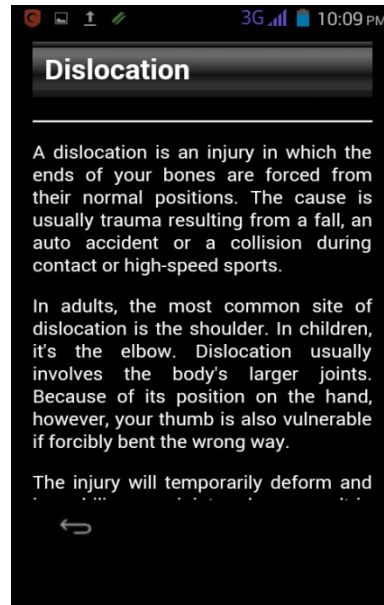 3G 10:09 PM
Dislocation
A dislocation is an injury in which the
ends of your bones are forced from
their normal positions. The cause is
usually trauma resulting from a fall, an
auto accident or a collision during
contact or high-speed sports.
In adults, the most common site of
dislocation is the shoulder. In children,
it's the elbow. Dislocation usually
involves the body's larger joints.
Because of its position on the hand,
however, your thumb is also vulnerable
if forcibly bent the wrong way.
The injury will temporarily deform and